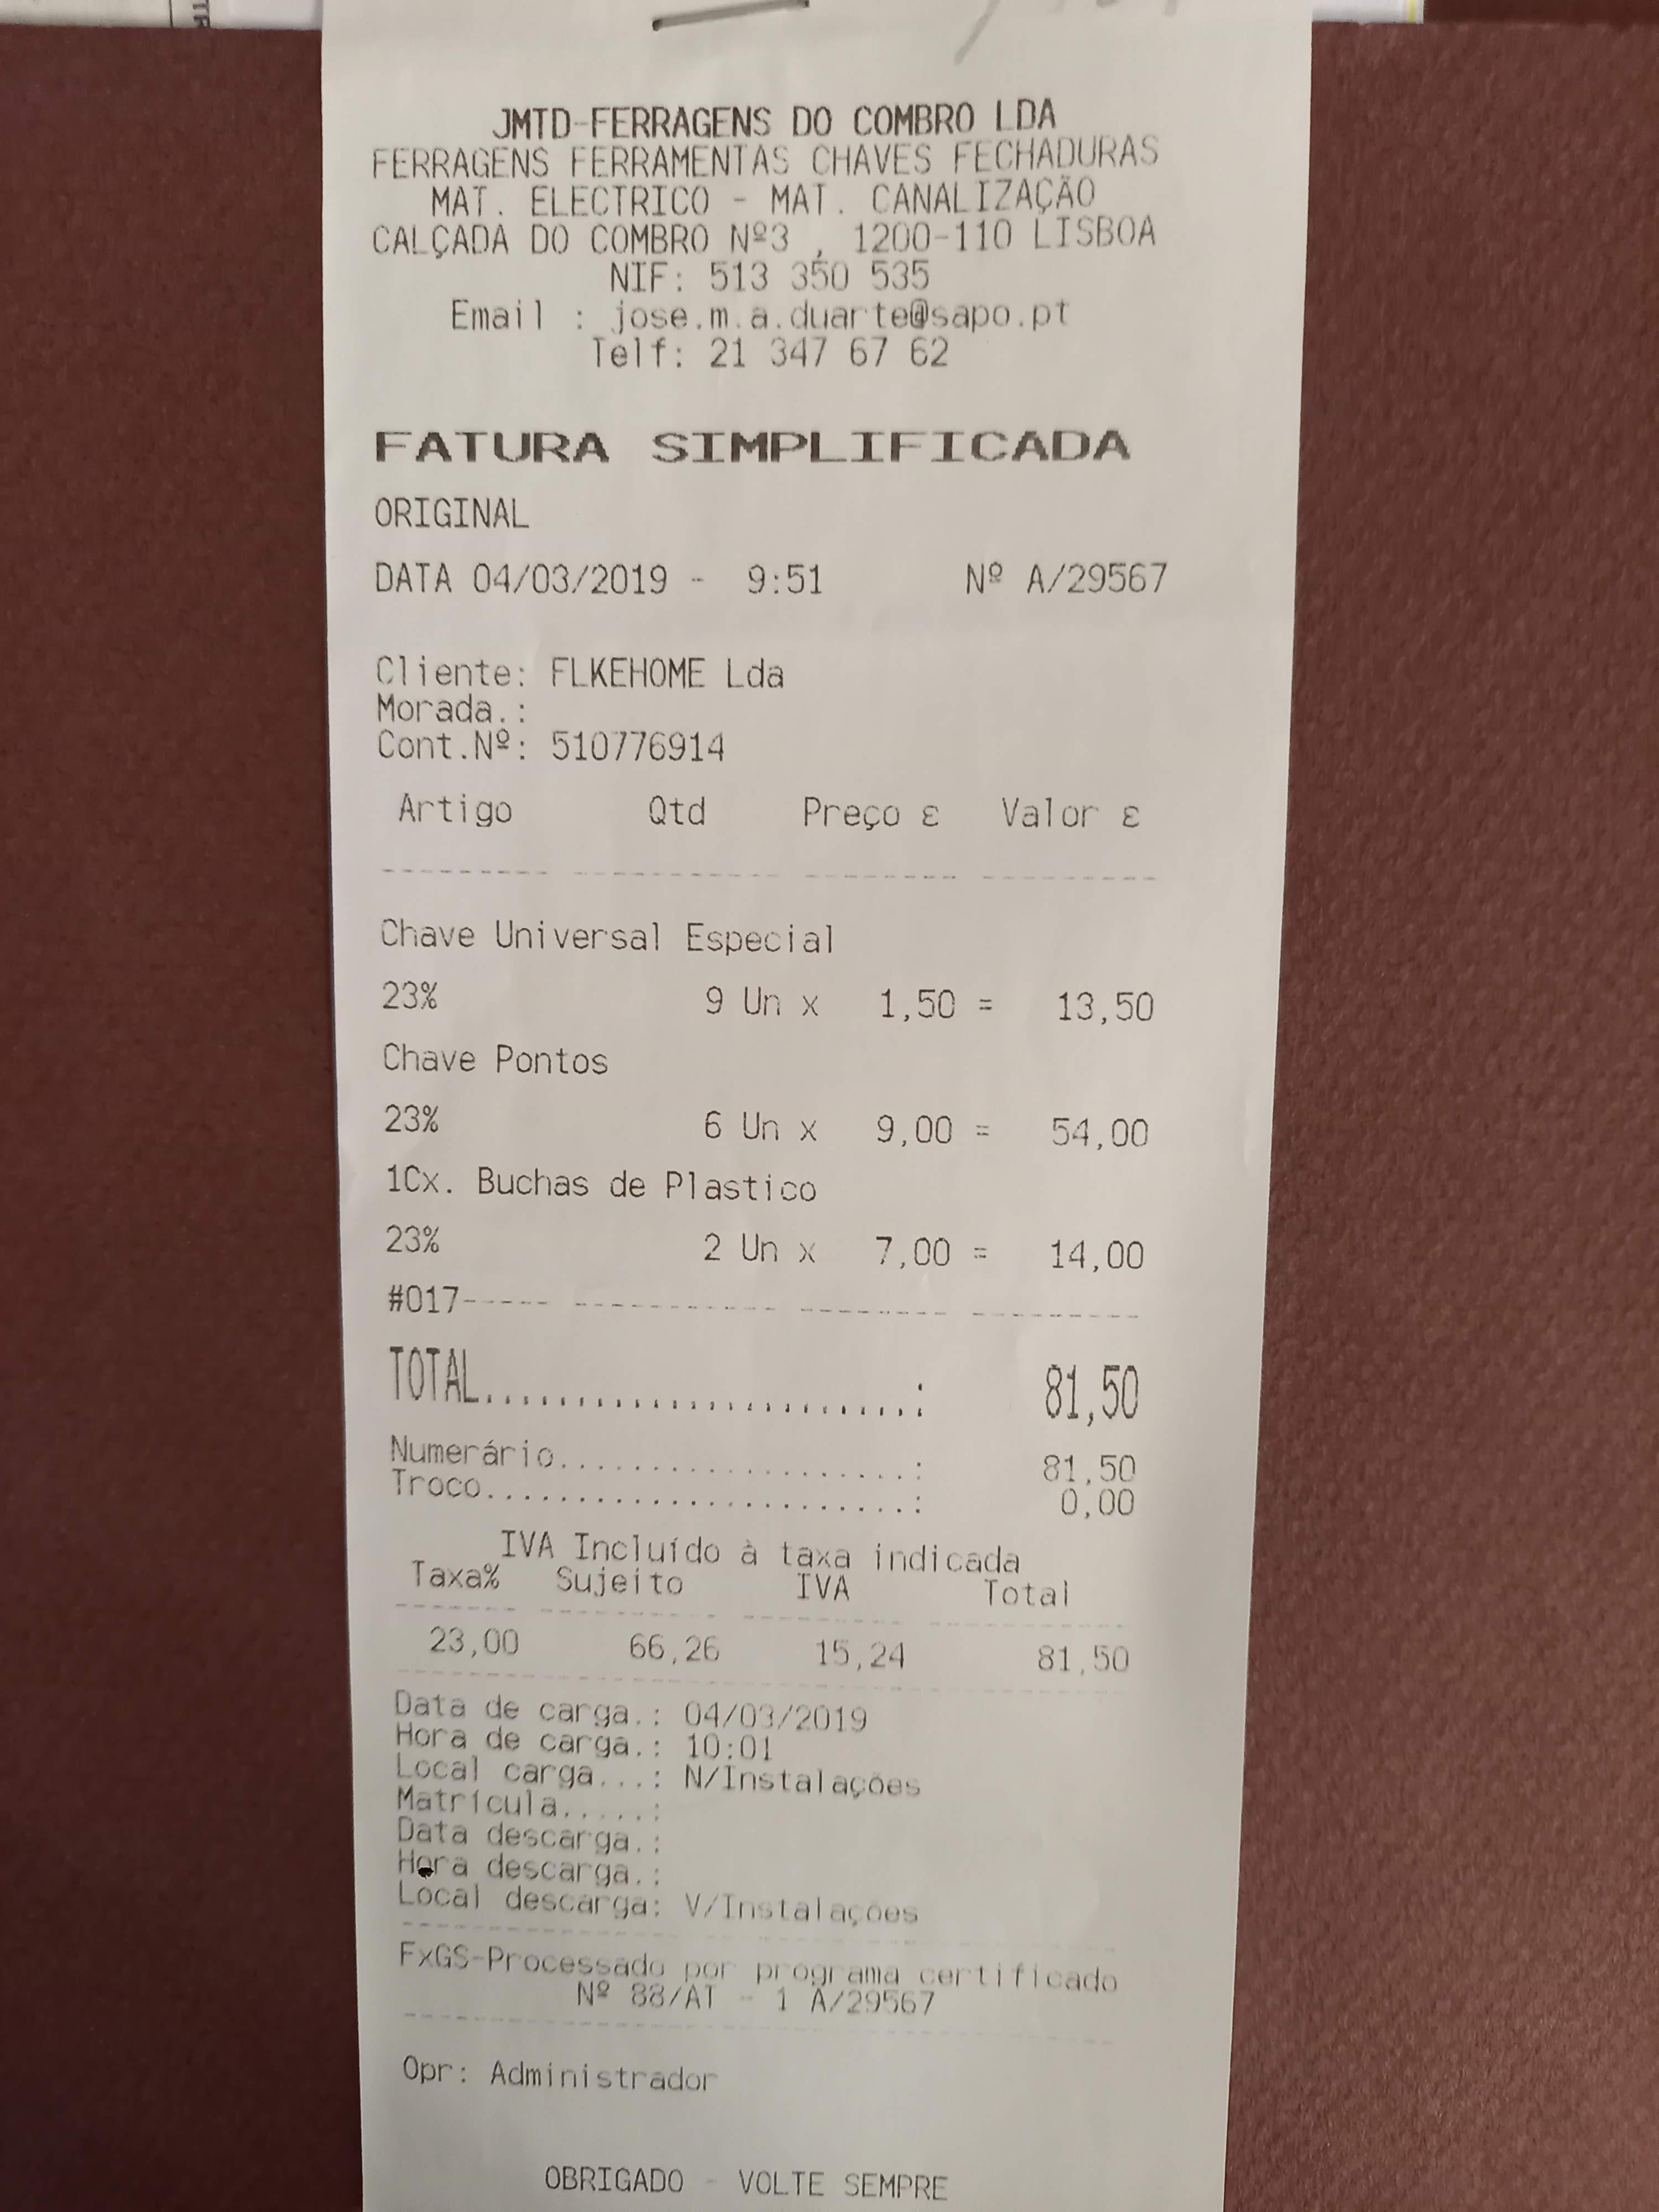 JMTD-FERRAGENS DO COMBRO LDA
FERRAGENS FERRAMENTAS CHAVES FECHADURAS
MAT. ELECTRICO - MAT. CANALIZAÇÃO
CALÇADA DO COMBRO Nº3 , 1200-110 LISBOA
NIF: 513 350 535
Email : jose.m.a.duarte@sapo.pt
Telf: 21 347 67 62
FATURA SIMPLIFICADA
ORIGINAL
DATA 04/03/2019 - 9:51 Nº A/29567
Cliente: FLKEHOME Lda
Morada.:
Cont.Nº: 510776914
Artigo Qtd Preço € Valor €
Chave Universal Especial
23% 9 Un x 1,50 = 13,50
Chave Pontos
23% 6 Un x 9,00 = 54,00
1Cx. Buchas de Plastico
23% 2 Un x 7,00 = 14,00
#017----- ----------- -------- ---------
TOTAL.......................: 81,50
Numerário...................: 81,50
Troco.......................: 0,00
IVA Incluído à taxa indicada
Taxa% Sujeito IVA Total
23,00 66,26 15,24 81,50
Data de carga.: 04/03/2019
Hora de carga.: 10:01
Local carga...: N/Instalações
Matrícula.....:
Data descarga.:
Hora descarga.:
Local descarga: V/Instalações
FxGS-Processado por programa certificado
Nº 88/AT - 1 A/29567
Opr: Administrador
OBRIGADO - VOLTE SEMPRE